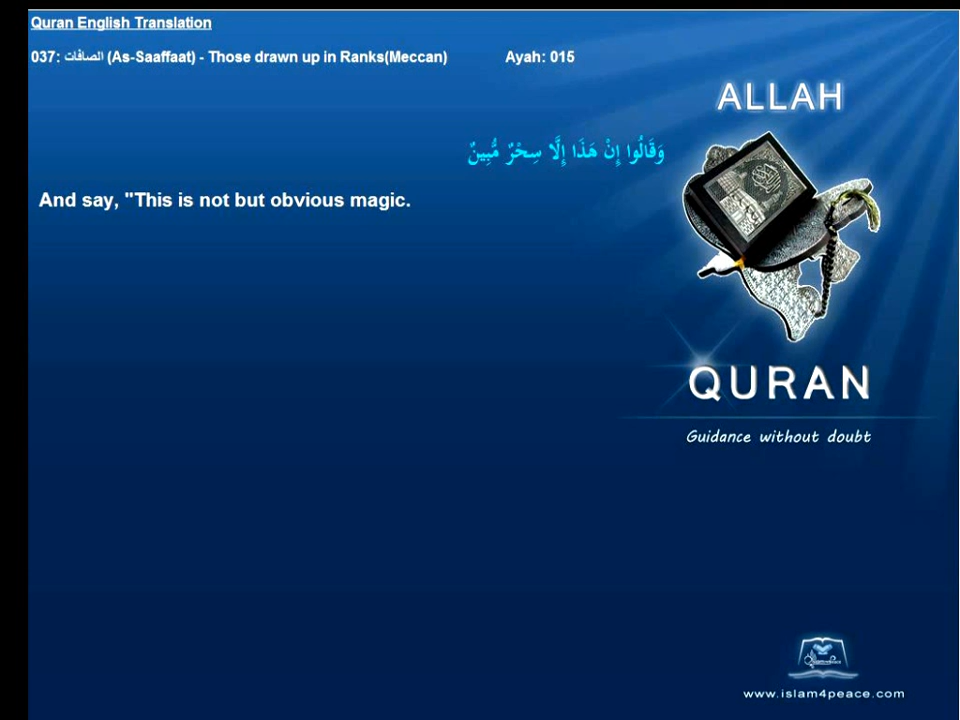 Quran English Translation
037: الصافات (As-Saaffaat) - Those drawn up in Ranks(Meccan) Ayah: 015
ALLAH
وَقَالُوا إِنْ هَذَا إِلَّا سِحْرٌ مُّبِينٌ
And say, "This is not but obvious magic.
QURAN
Guidance without doubt
www.islam4peace.com